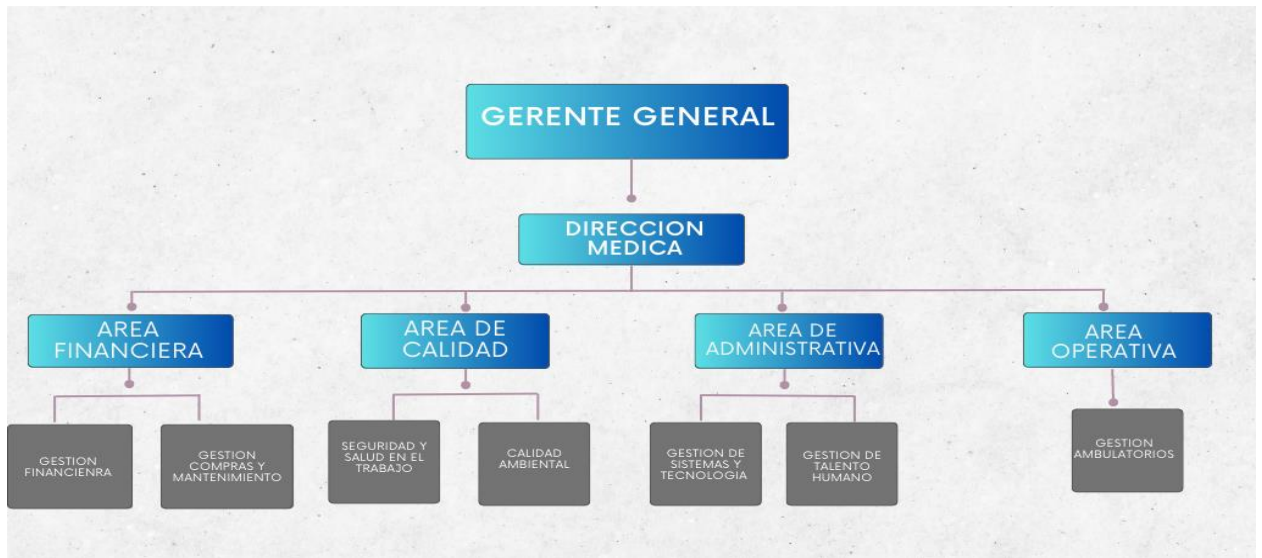 GERENTE GENERAL
DIRECCION
MEDICA
AREA
FINANCIERA
AREA DE
CALIDAD
AREA DE
ADMINISTRATIVA
AREA
OPERATIVA
GESTION
FINANCIENRA
GESTION
COMPRAS Y
MANTENIMIENTO
SEGURIDAD Y
SALUD EN EL
TRABAJO
CALIDAD
AMBIENTAL
GESTION DE
SISTEMAS Y
TECNOLOGIA
GESTION DE
TALENTO
HUMANO
GESTION
AMBULATORIOS